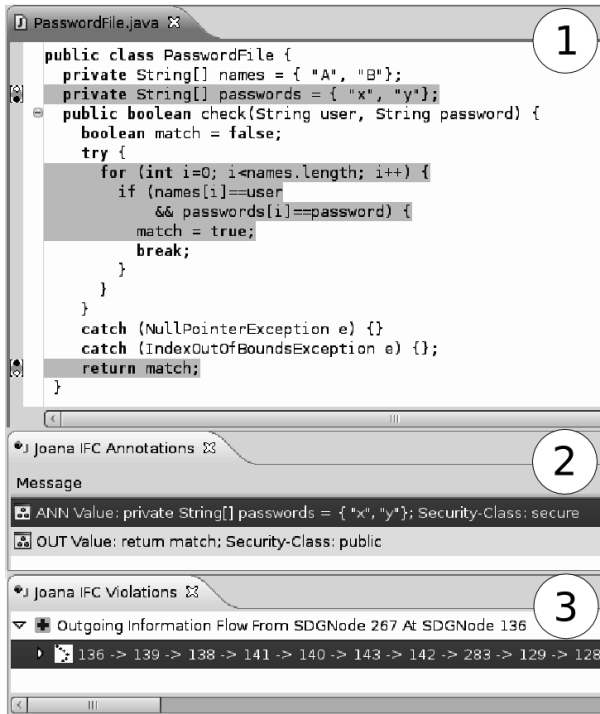 PasswordFile.java
1
public class PasswordFile {
private String[] names = { "A", "B"};
private String[] passwords = { "x", "y"};
public boolean check(String user, String password) {
boolean match = false;
try {
for (int i=0; i<names.length; i++) {
if (names[i]==user
&& passwords[i]==password) {
match = true;
break;
}
}
}
catch (NullPointerException e) {}
catch (IndexOutOfBoundsException e) {};
return match;
}
Joana IFC Annotations
2
Message
ANN Value: private String[] passwords = { "x", "y"}; Security-Class: secure
OUT Value: return match; Security-Class: public
Joana IFC Violations
3
Outgoing Information Flow From SDGNode 267 At SDGNode 136
136 -> 139 -> 138 -> 141 -> 140 -> 143 -> 142 -> 283 -> 129 -> 128